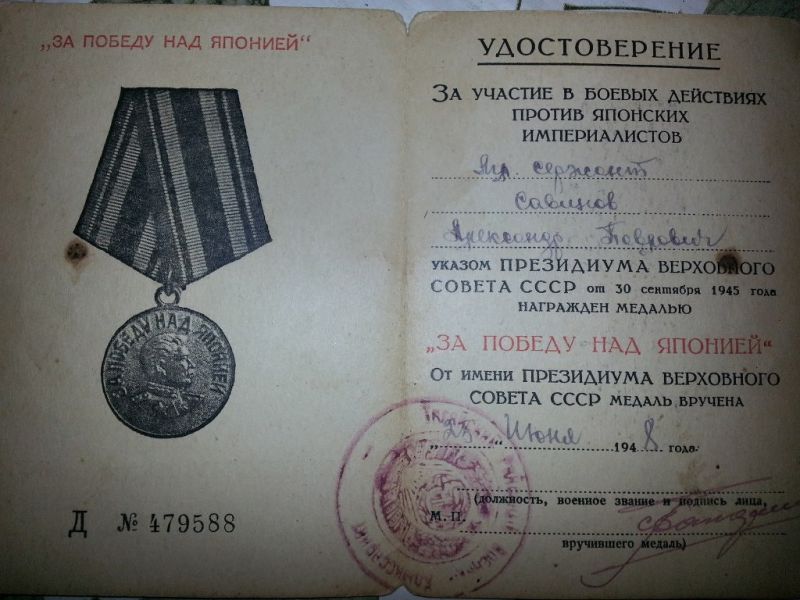 „ЗА ПОБЕДУ НАД ЯПОНИЕЙ“
ЗА ПОБЕДУ НАД ЯПОНИЕЙ
Д № 479588
УДОСТОВЕРЕНИЕ
ЗА УЧАСТИЕ В БОЕВЫХ ДЕЙСТВИЯХ
ПРОТИВ ЯПОНСКИХ
ИМПЕРИАЛИСТОВ
сержант
Савинов
Александр
УКАЗОМ ПРЕЗИДИУМА ВЕРХОВНОГО
СОВЕТА СССР от 30 сентября 1945 года
НАГРАЖДЕН МЕДАЛЬЮ
„ЗА ПОБЕДУ НАД ЯПОНИЕЙ“
ОТ ИМЕНИ ПРЕЗИДИУМА ВЕРХОВНОГО
СОВЕТА СССР МЕДАЛЬ ВРУЧЕНА
Июня 1948 года
(должность, военное звание и подпись лица,
М. П.
вручившего медаль)